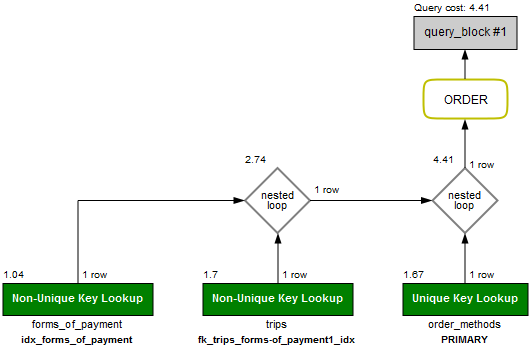 Query cost: 4.41
query_block #1
ORDER
2.74
4.41
1 row
nested
loop
1 row
nested
loop
1.04
1 row
1.7
1 row
1.67
1 row
Non-Unique Key Lookup
Non-Unique Key Lookup
Unique Key Lookup
forms_of_payment
trips
order_methods
idx_forms_of_payment
fk_trips_forms-of_payment1_idx
PRIMARY